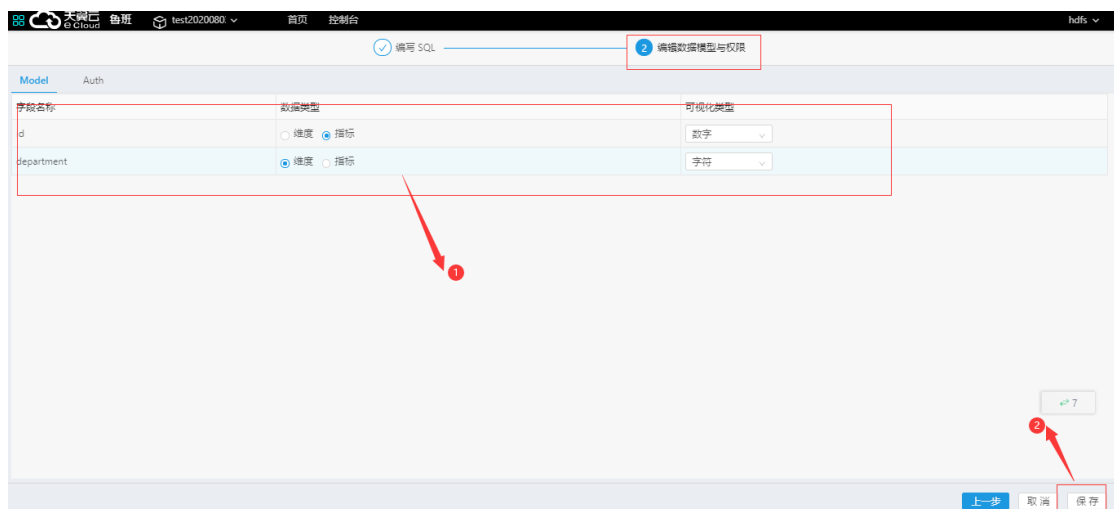 天翼云 e Cloud 鲁班 test2020080: 首页 控制台 hdfs
编写 SQL 2 编辑数据模型与权限
Model Auth
字段名称 数据类型 可视化类型
id 维度 指标 数字
department 维度 指标 字符
1
7
2
上一步 取消 保存